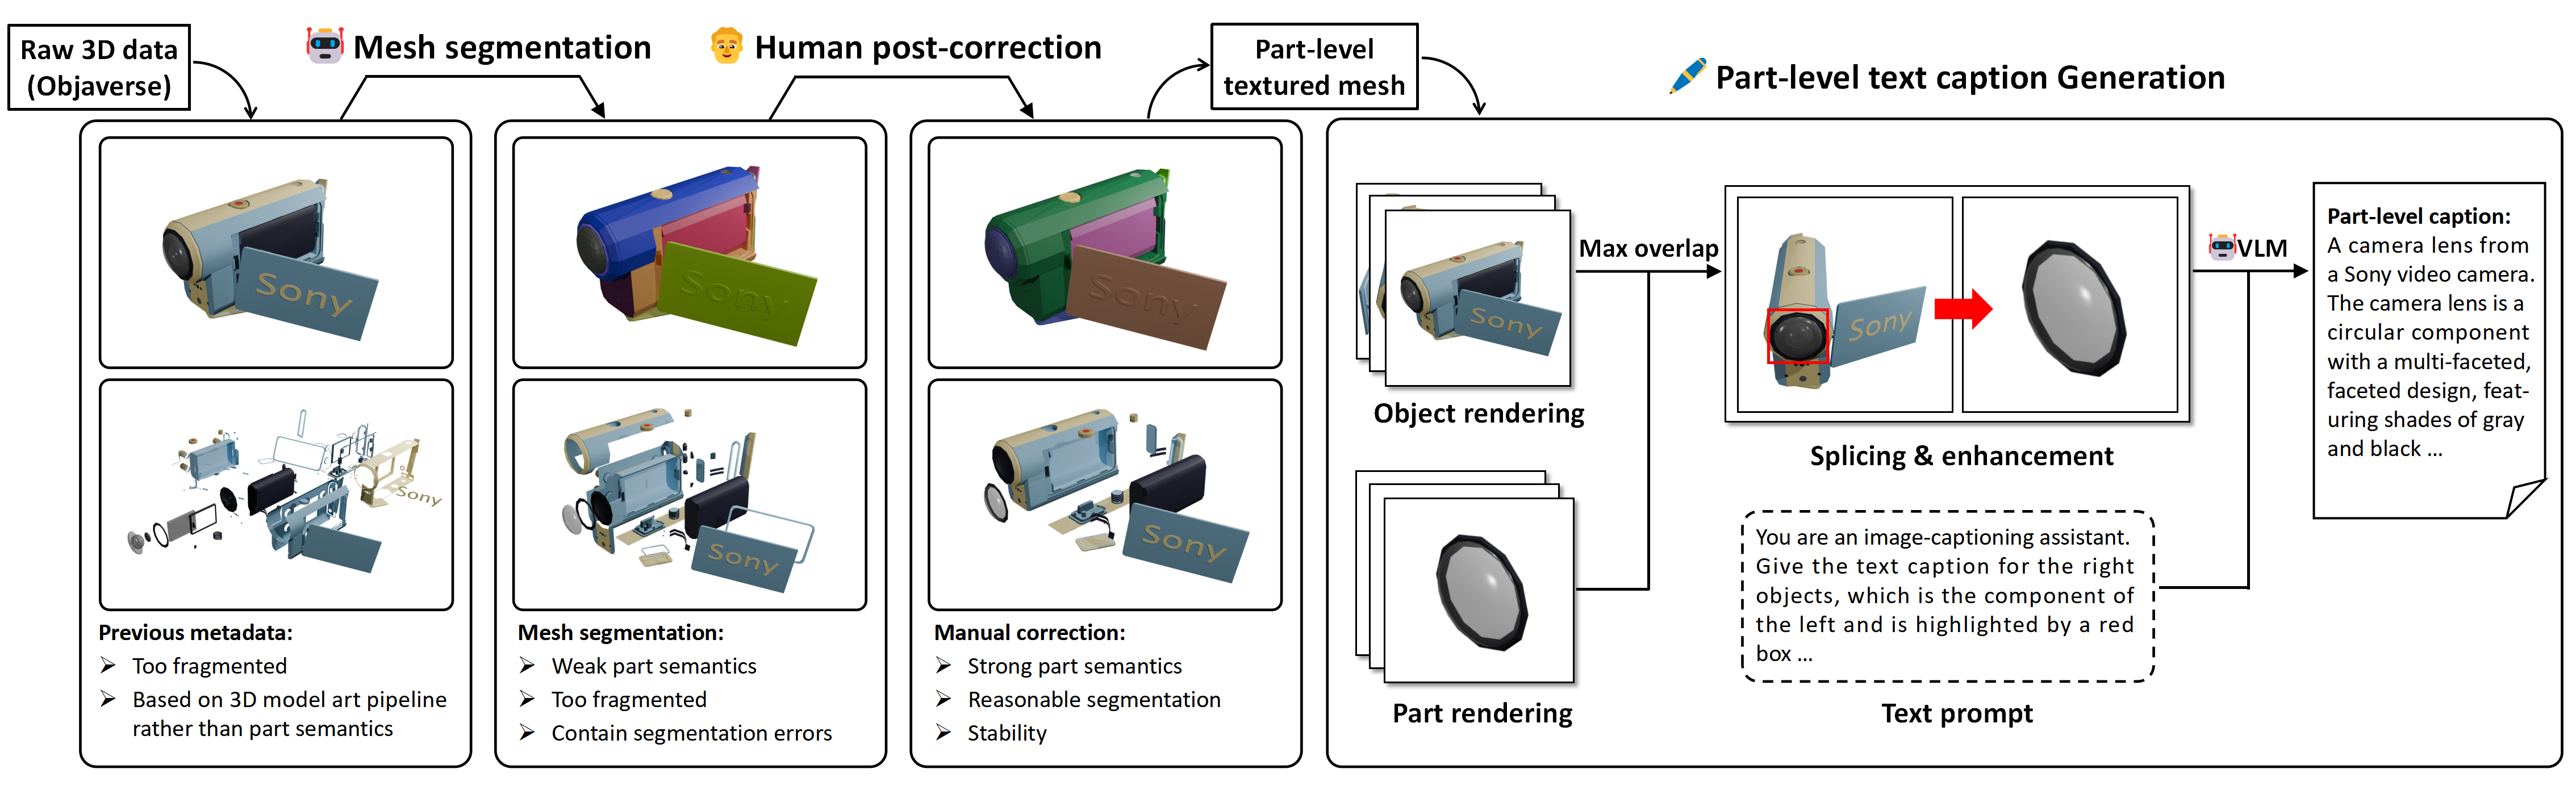 Raw 3D data
(Objaverse)
Mesh segmentation
Human post-correction
Part-level
textured mesh
Part-level text caption Generation
Sony
Sony
Previous metadata:
➢ Too fragmented
➢ Based on 3D model art pipeline
rather than part semantics
Sony
Sony
Mesh segmentation:
➢ Weak part semantics
➢ Too fragmented
➢ Contain segmentation errors
Sony
Sony
Manual correction:
➢ Strong part semantics
➢ Reasonable segmentation
➢ Stability
Sony
Object rendering
Part rendering
Max overlap
Sony
Splicing & enhancement
You are an image-captioning assistant.
Give the text caption for the right
objects, which is the component of
the left and is highlighted by a red
box ...
Text prompt
VLM
Part-level caption:
A camera lens from
a Sony video camera.
The camera lens is a
circular component
with a multi-faceted,
faceted design, feat-
uring shades of gray
and black ...